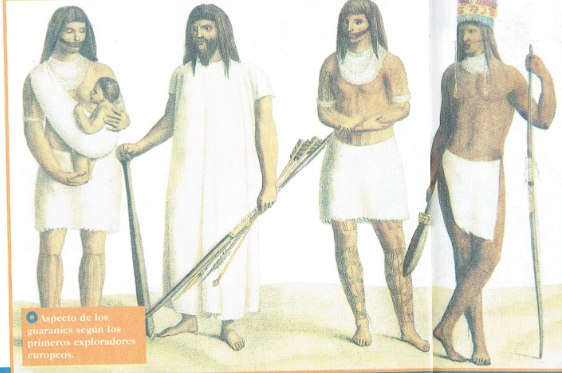 Aspecto de los
guaraníes según los
primeros exploradores
europeos.